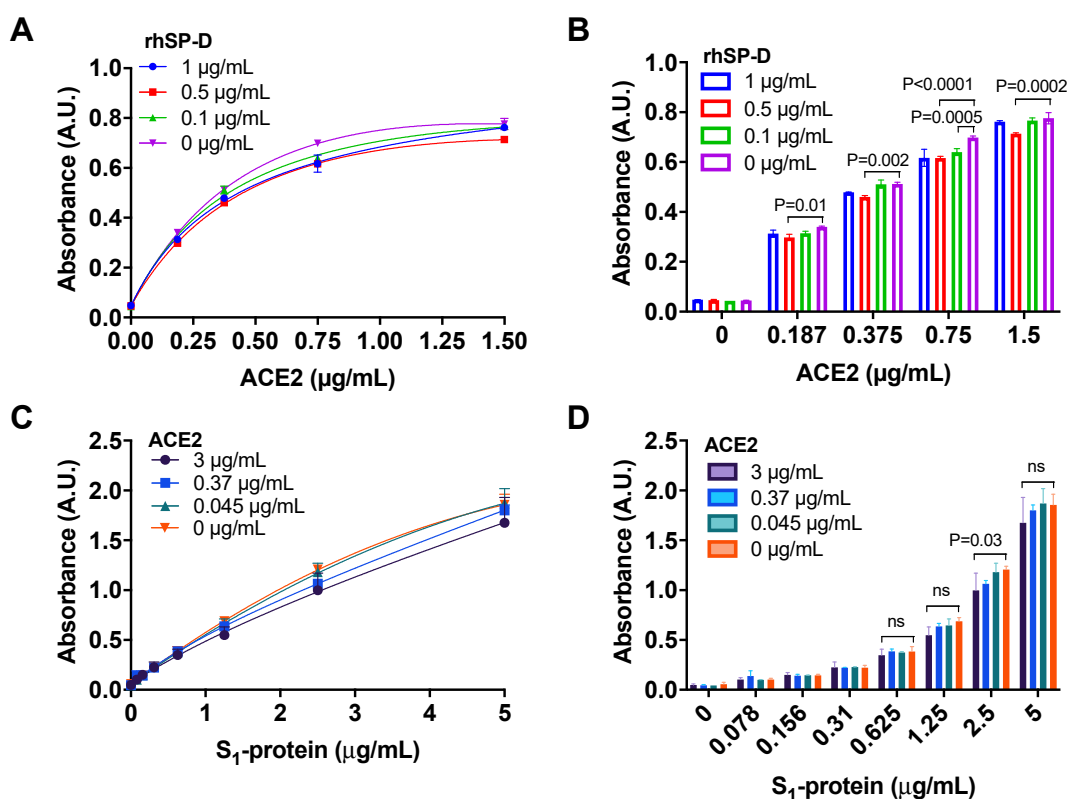 A
rhSP-D
1 µg/mL
0.5 µg/mL
0.1 µg/mL
0 µg/mL
Absorbance (A.U.)
1.0
0.8
0.6
0.4
0.2
0.0
0.00 0.25 0.50 0.75 1.00 1.25 1.50
ACE2 (µg/mL)
B
rhSP-D
1 µg/mL
0.5 µg/mL
0.1 µg/mL
0 µg/mL
P<0.0001
P=0.0002
P=0.0005
P=0.002
P=0.01
Absorbance (A.U.)
1.0
0.8
0.6
0.4
0.2
0.0
0 0.187 0.375 0.75 1.5
ACE2 (µg/mL)
C
ACE2
3 µg/mL
0.37 µg/mL
0.045 µg/mL
0 µg/mL
Absorbance (A.U.)
2.5
2.0
1.5
1.0
0.5
0.0
0 1 2 3 4 5
S₁-protein (µg/mL)
D
ACE2
3 µg/mL
0.37 µg/mL
0.045 µg/mL
0 µg/mL
ns
P=0.03
ns
ns
Absorbance (A.U.)
2.5
2.0
1.5
1.0
0.5
0.0
0 0.078 0.156 0.31 0.625 1.25 2.5 5
S₁-protein (µg/mL)